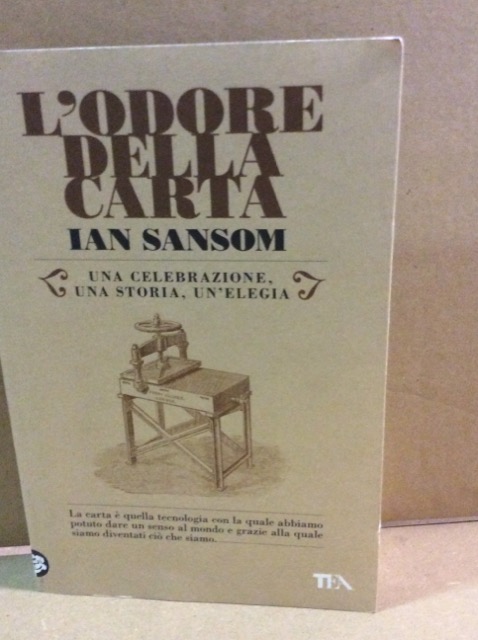 L'ODORE
DELLA
CARTA
IAN SANSOM
UNA CELEBRAZIONE,
UNA STORIA, UN'ELEGIA
La carta è quella tecnologia con la quale abbiamo
potuto dare un senso al mondo e grazie alla quale
siamo diventati ciò che siamo.
TEA